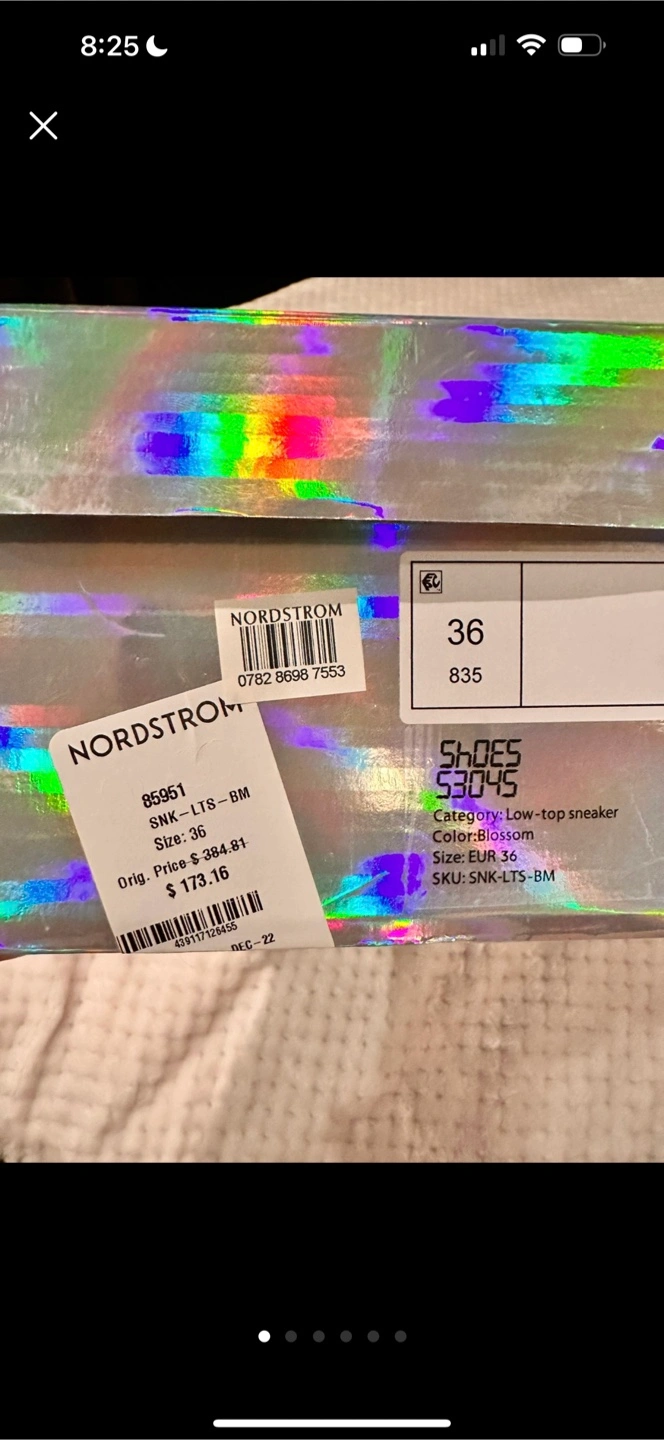 8:25
NORDSTROM
0782 8698 7553
36
835
NORDSTROM
85951
SNK-LTS-BM
Size: 36
Orig. Price $ 384.81
$ 173.16
439117126455
DEC-22
ShOES
53045
Category: Low-top sneaker
Color:Blossom
Size: EUR 36
SKU: SNK-LTS-BM